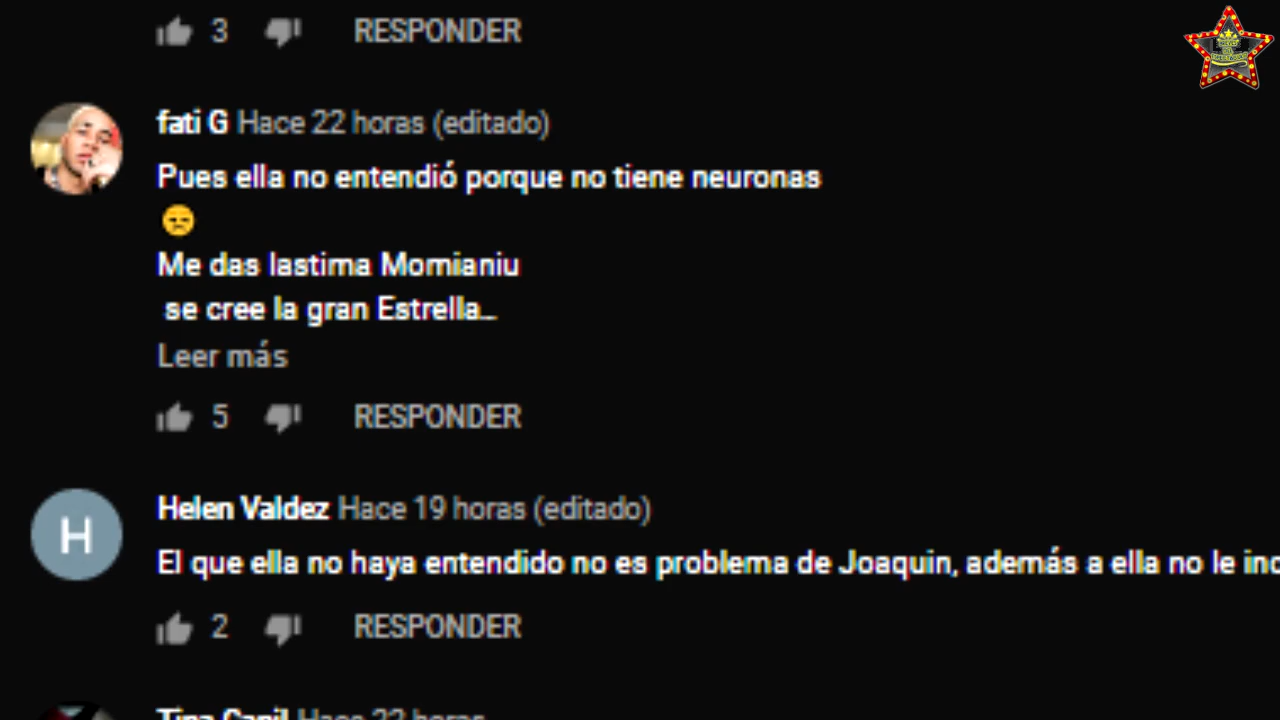 3 RESPONDER
fati G Hace 22 horas (editado)
Pues ella no entendió porque no tiene neuronas
Me das lastima Momianiu
se cree la gran Estrella...
Leer más
5 RESPONDER
H
Helen Valdez Hace 19 horas (editado)
El que ella no haya entendido no es problema de Joaquin, además a ella no le inc
2 RESPONDER
Hace 22 horas